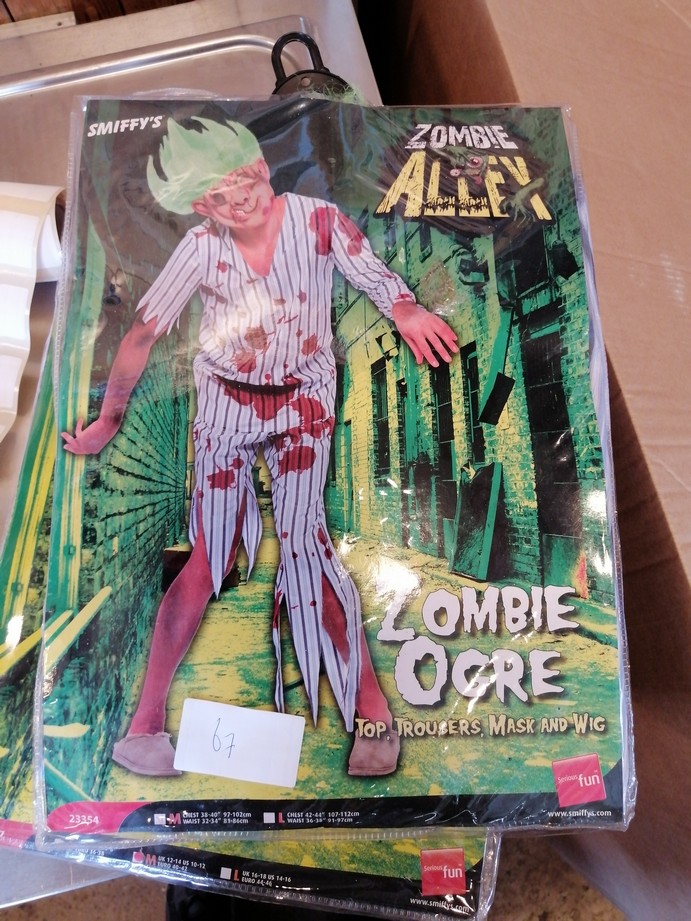 SMIFFY'S
ZOMBIE
ALLEY
ZOMBIE
OGRE
TOP, TROUSERS, MASK AND WIG
67
Serious
fun
23354
M CHEST 38-40" 97-102cm
WAIST 32-34" 81-86cm
L CHEST 42-44" 107-112cm
WAIST 36-38" 91-97cm
www.smiffys.com
M UK 12-14 US 10-12
EURO 40-42
L UK 16-18 US 14-16
EURO 44-46
Serious
fun
www.smiffys.com